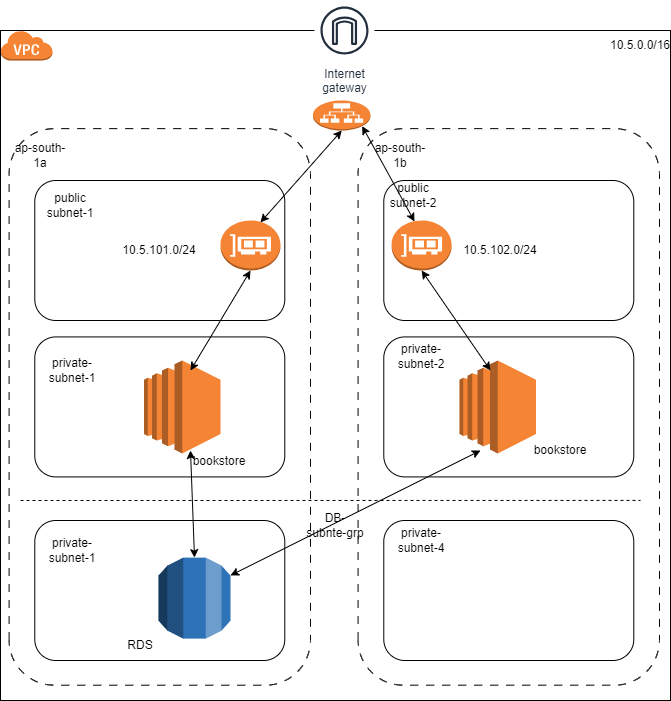 VPC
10.5.0.0/16
Internet
gateway
ap-south-
1a
ap-south-
1b
public
subnet-1
public
subnet-2
10.5.101.0/24
10.5.102.0/24
private-
subnet-1
private-
subnet-2
bookstore
bookstore
DB-
subnte-grp
private-
subnet-1
private-
subnet-4
RDS